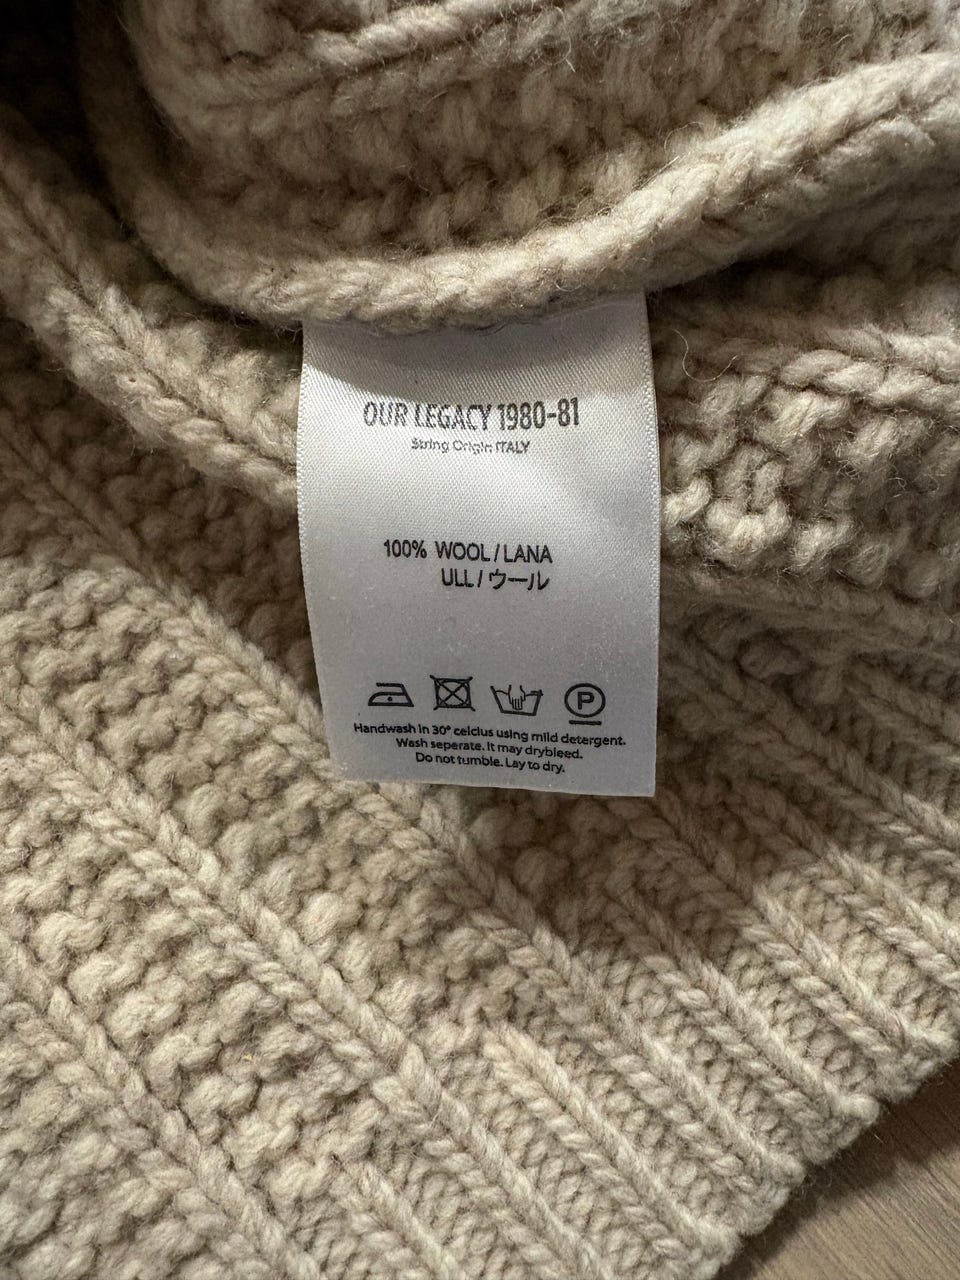 OUR LEGACY 1980-81
String Origin ITALY
100% WOOL / LANA
ULL / ウール
P
Handwash in 30° celcius using mild detergent.
Wash seperate. It may drybleed.
Do not tumble. Lay to dry.